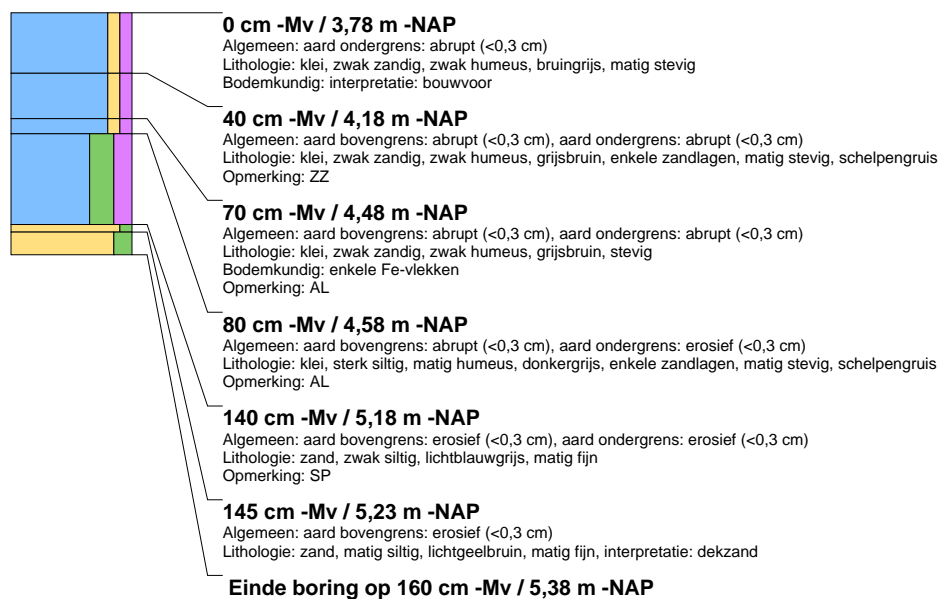 0 cm -Mv / 3,78 m -NAP
Algemeen: aard ondergrens: abrupt (<0,3 cm)
Lithologie: klei, zwak zandig, zwak humeus, bruingrijs, matig stevig
Bodemkundig: interpretatie: bouwvoor
40 cm -Mv / 4,18 m -NAP
Algemeen: aard bovengrens: abrupt (<0,3 cm), aard ondergrens: abrupt (<0,3 cm)
Lithologie: klei, zwak zandig, zwak humeus, grijsbruin, enkele zandlagen, matig stevig, schelpengruis
Opmerking: ZZ
70 cm -Mv / 4,48 m -NAP
Algemeen: aard bovengrens: abrupt (<0,3 cm), aard ondergrens: abrupt (<0,3 cm)
Lithologie: klei, zwak zandig, zwak humeus, grijsbruin, stevig
Bodemkundig: enkele Fe-vlekken
Opmerking: AL
80 cm -Mv / 4,58 m -NAP
Algemeen: aard bovengrens: abrupt (<0,3 cm), aard ondergrens: erosief (<0,3 cm)
Lithologie: klei, sterk siltig, matig humeus, donkergrijs, enkele zandlagen, matig stevig, schelpengruis
Opmerking: AL
140 cm -Mv / 5,18 m -NAP
Algemeen: aard bovengrens: erosief (<0,3 cm), aard ondergrens: erosief (<0,3 cm)
Lithologie: zand, zwak siltig, lichtblauwgrijs, matig fijn
Opmerking: SP
145 cm -Mv / 5,23 m -NAP
Algemeen: aard bovengrens: erosief (<0,3 cm)
Lithologie: zand, matig siltig, lichtgeelbruin, matig fijn, interpretatie: dekzand
Einde boring op 160 cm -Mv / 5,38 m -NAP